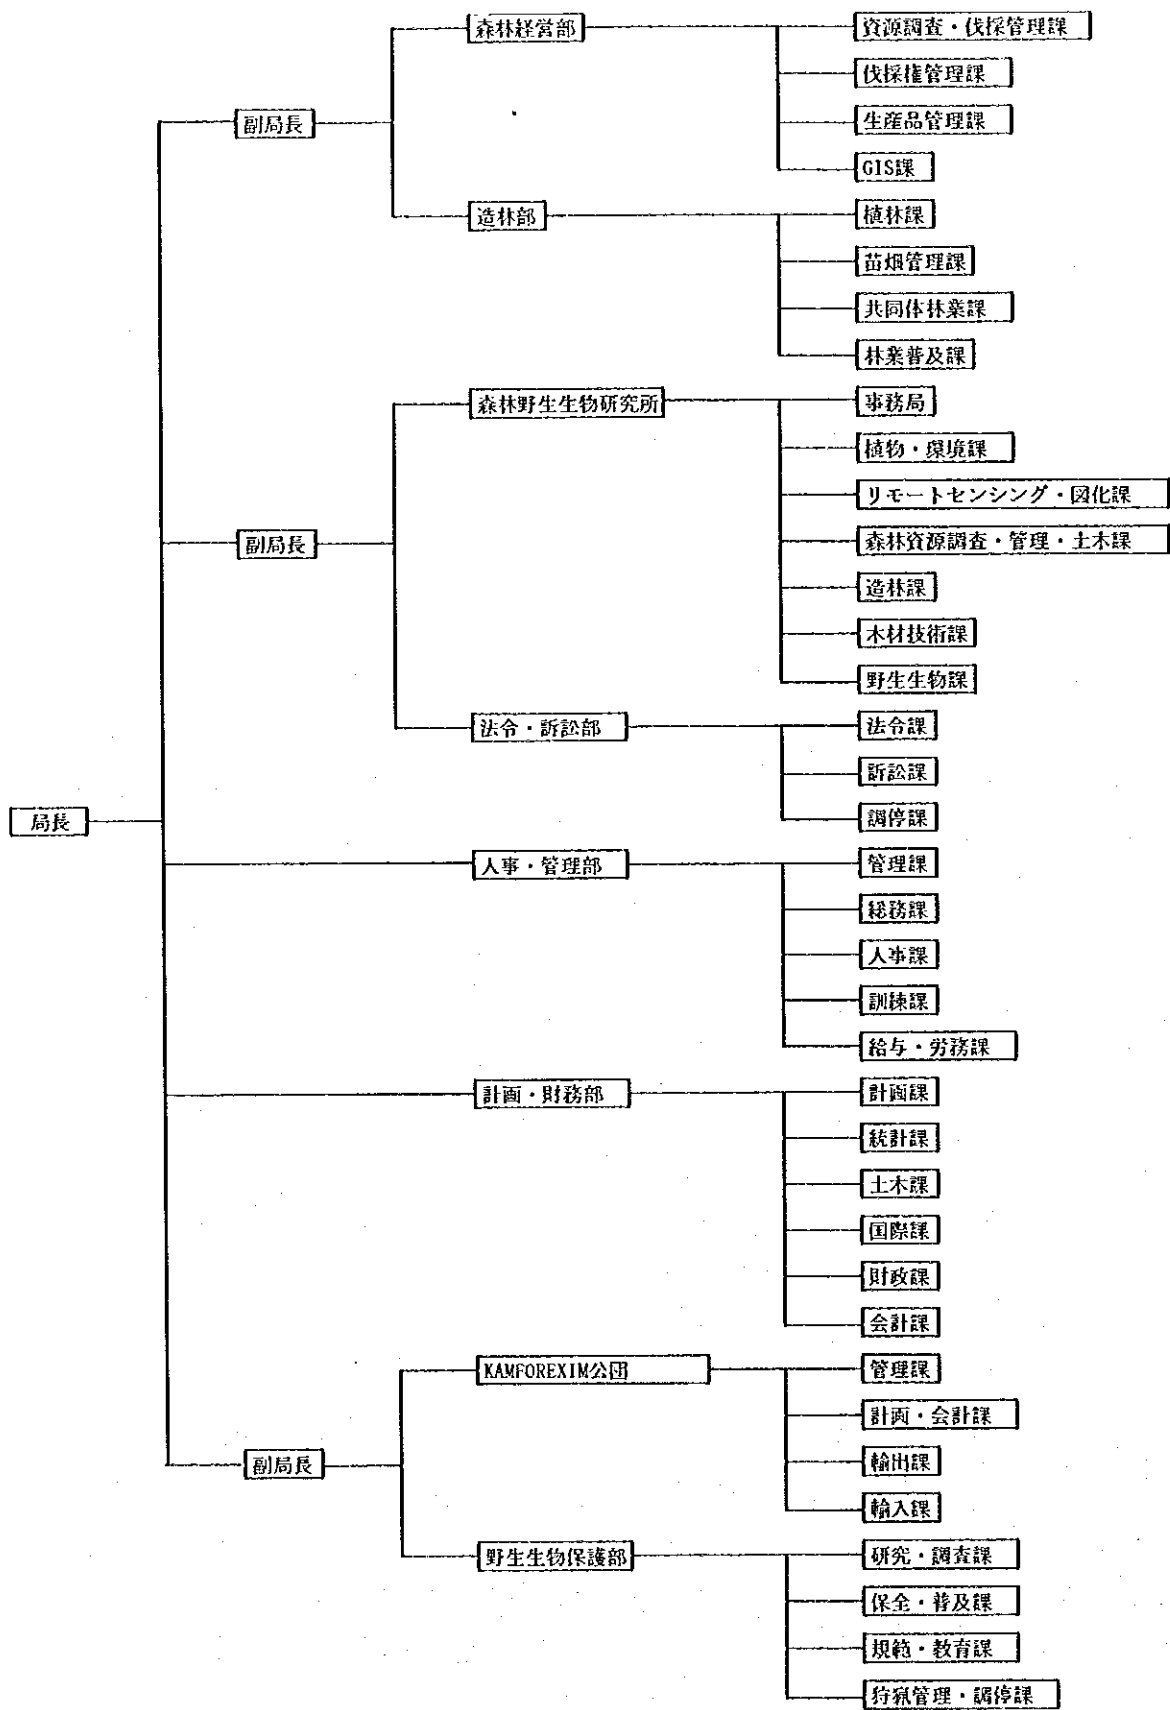 森林経営部
資源調査・伐採管理課
伐採権管理課
副局長
生産品管理課
GIS課
造林部
植林課
苗畑管理課
共同体林業課
林業普及課
森林野生生物研究所
事務局
植物・環境課
リモートセンシング・図化課
副局長
森林資源調査・管理・土木課
造林課
木材技術課
野生生物課
法令・訴訟部
法令課
訴訟課
局長
調停課
人事・管理部
管理課
総務課
人事課
訓練課
給与・労務課
計画・財務部
計画課
統計課
土木課
国際課
財政課
会計課
KAMFOREXIM公団
管理課
計画・会計課
副局長
輸出課
輸入課
野生生物保護部
研究・調査課
保全・普及課
規範・教育課
狩猟管理・調停課